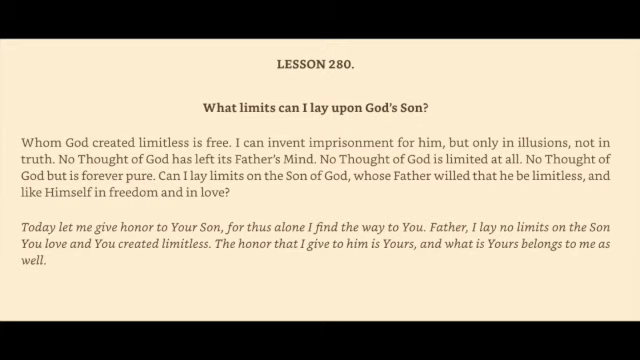 LESSON 280.
What limits can I lay upon God's Son?
Whom God created limitless is free. I can invent imprisonment for him, but only in illusions, not in
truth. No Thought of God has left its Father's Mind. No Thought of God is limited at all. No Thought of
God but is forever pure. Can I lay limits on the Son of God, whose Father willed that he be limitless, and
like Himself in freedom and in love?
Today let me give honor to Your Son, for thus alone I find the way to You. Father, I lay no limits on the Son
You love and You created limitless. The honor that I give to him is Yours, and what is Yours belongs to me as
well.